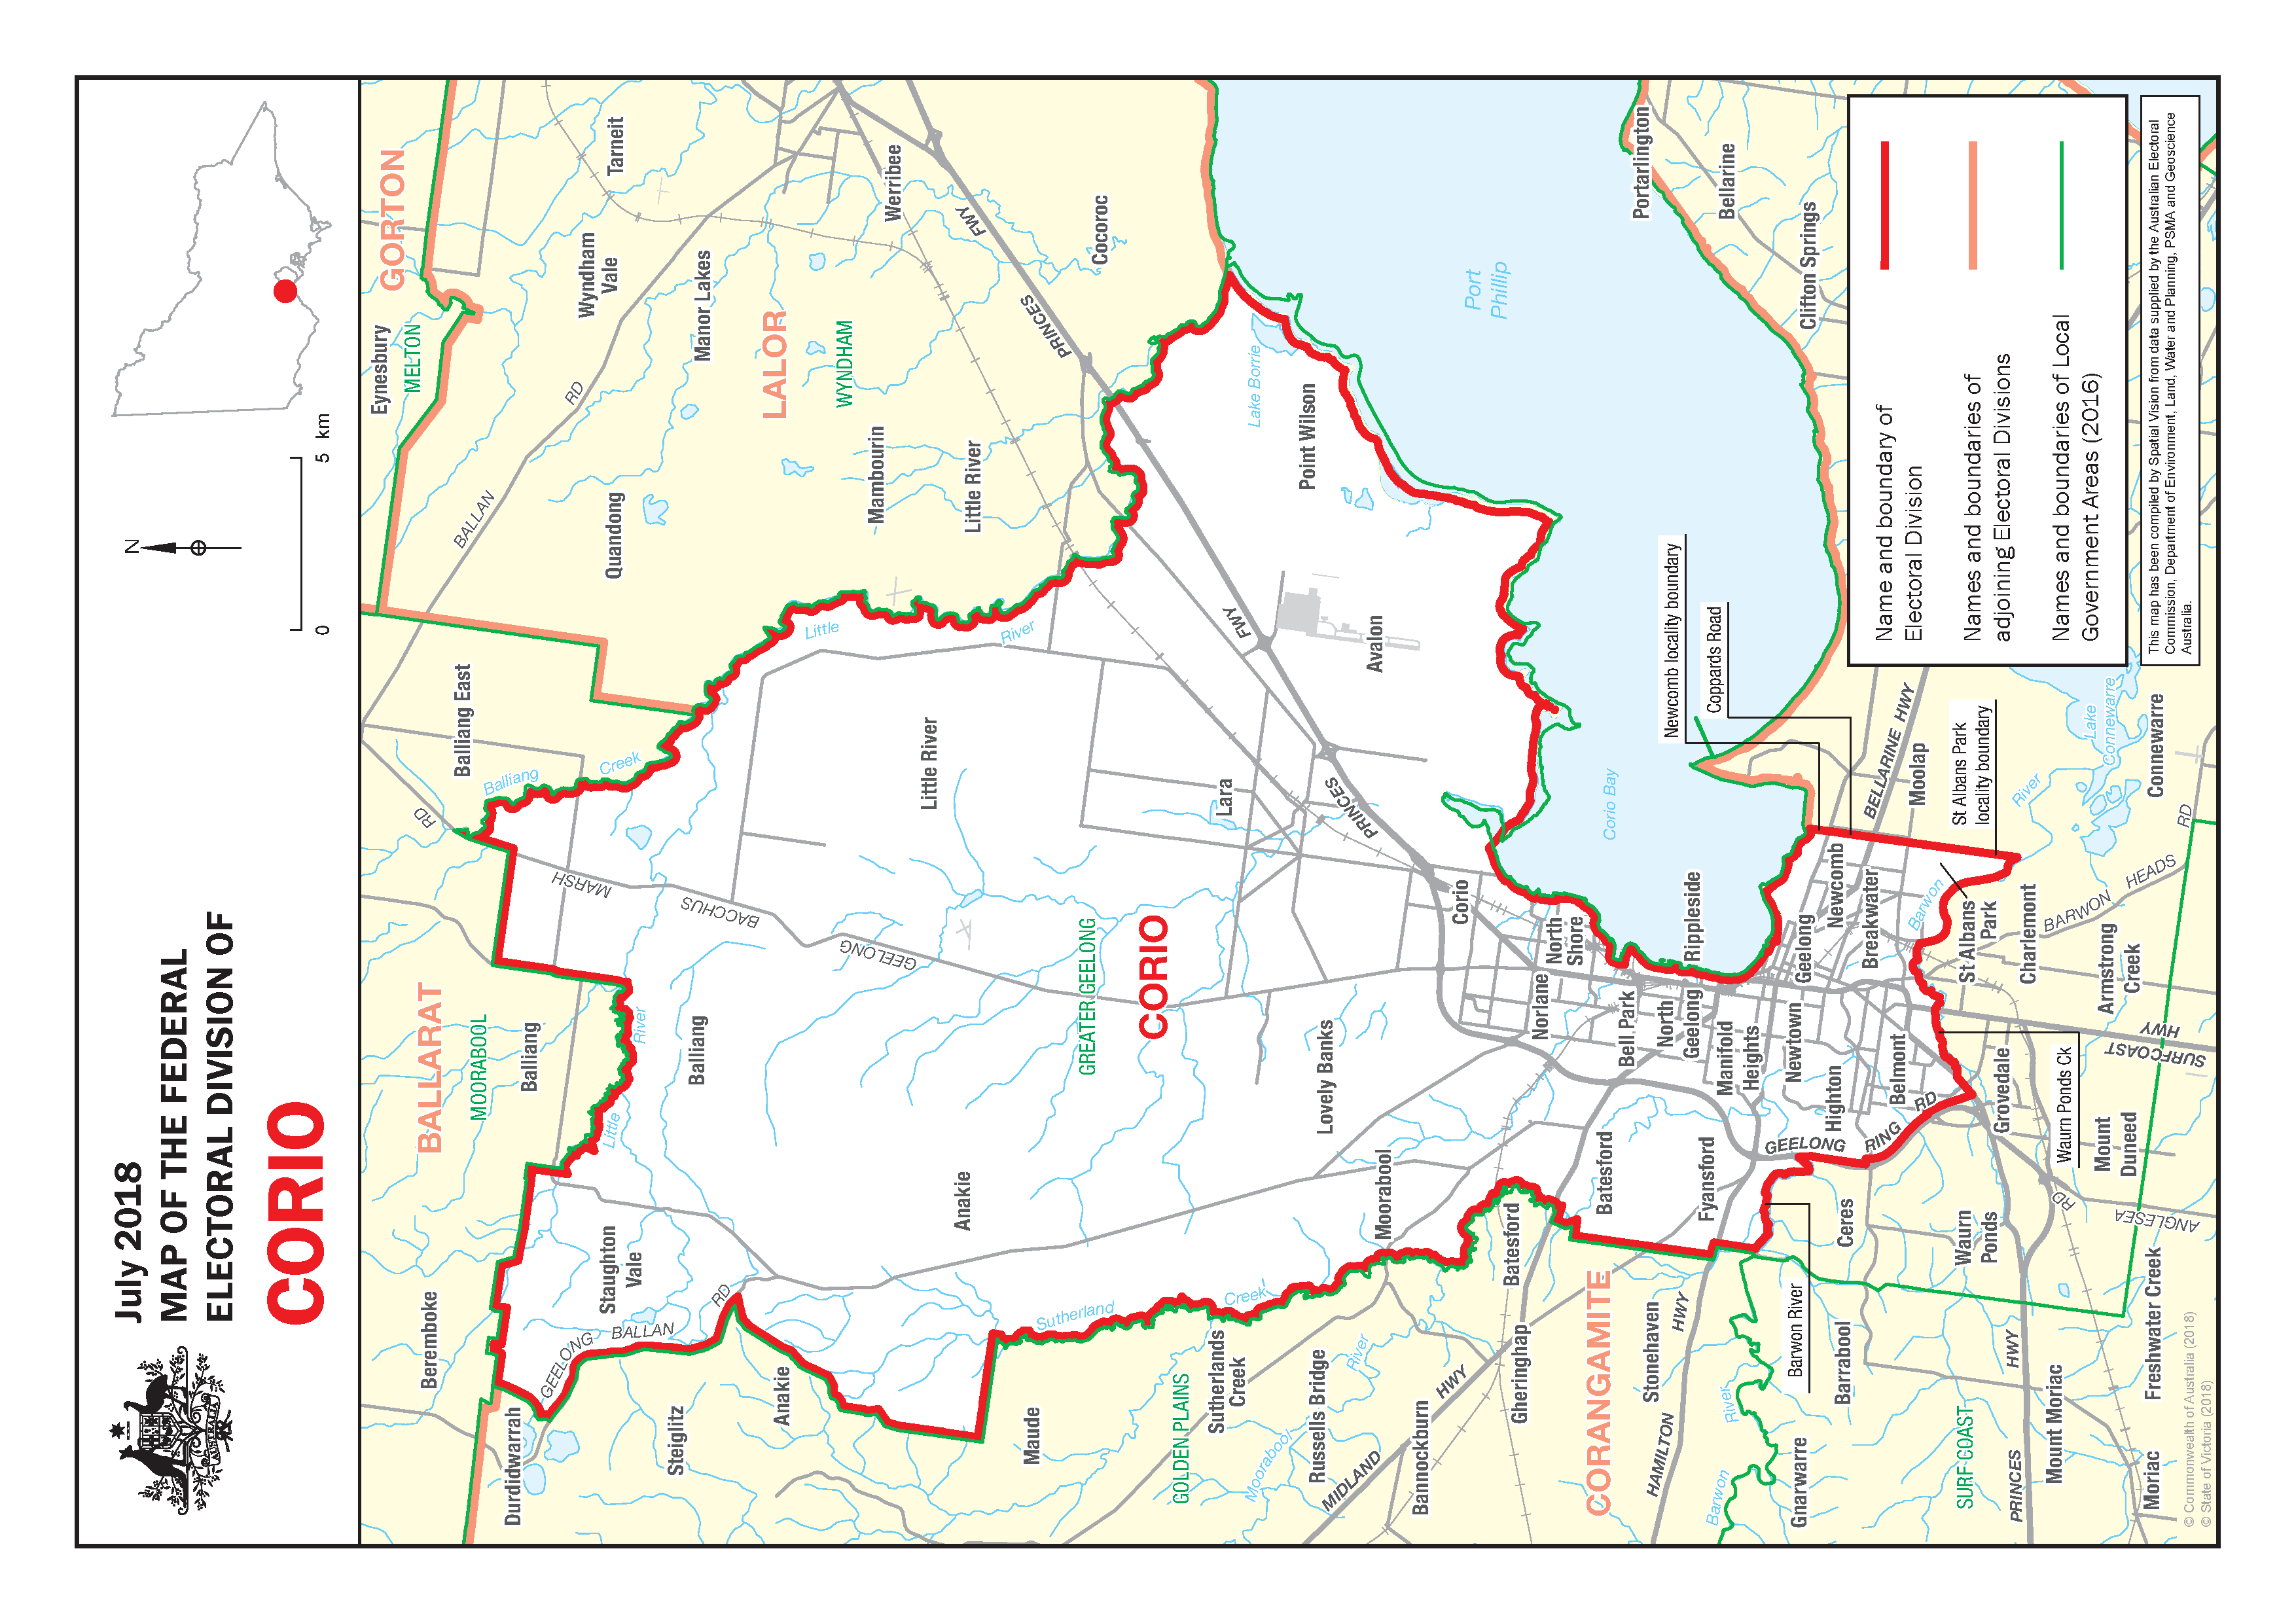 July 2018
MAP OF THE FEDERAL
ELECTORAL DIVISION OF
CORIO
AUSTRALIA
N
0
5 km
Durdidwarrah
Beremboke
BALLARAT
MOORABOOL
Balliang
RD
Balliang East
Balliang
Creek
Eynesbury
MELTON
GORTON
BALLAN
RD
Quandong
Wyndham
Vale
Tarneit
Manor Lakes
LALOR
WYNDHAM
Mambourin
Little River
Werribee
FWY
PRINCES
Cocoroc
GEELONG
BALLAN
RD
Staughton
Vale
Steiglitz
Anakie
Little
River
Balliang
MARSH
BACCHUS
GEELONG
Little
River
Little River
Anakie
Maude
GREATER GEELONG
CORIO
Lara
FWY
PRINCES
Avalon
Point Wilson
Lake Borrie
Port
Phillip
Sutherland
Creek
GOLDEN PLAINS
Sutherlands
Creek
Russells Bridge
Moorabool
River
MIDLAND
HWY
Bannockburn
Lovely Banks
Moorabool
Batesford
Gheringhap
Corio
Norlane
North
Shore
Corio Bay
Bell Park
North
Geelong
Rippleside
Manifold
Heights
Batesford
Fyansford
CORANGAMITE
Stonehaven
HAMILTON
HWY
Barwon
River
Gnarwarre
Barwon River
Barrabool
Ceres
GEELONG
RING
RD
Highton
Newtown
Geelong
Newcomb
Breakwater
Belmont
Barwon
St Albans
Park
Charlemont
Grovedale
Waurn Ponds Ck
Waurn
Ponds
Mount
Duneed
Armstrong
Creek
BARWON
HEADS
RD
SURFCOAST
HWY
ANGLESEA
RD
SURF COAST
PRINCES
HWY
Mount Moriac
Moriac
Freshwater Creek
Newcomb locality boundary
Coppards Road
BELLARINE HWY
Moolap
St Albans Park
locality boundary
River
Lake
Connewarre
Connewarre
Portarlington
Bellarine
Clifton Springs
Name and boundary of
Electoral Division
Names and boundaries of
adjoining Electoral Divisions
Names and boundaries of Local
Government Areas (2016)
This map has been compiled by Spatial Vision from data supplied by the Australian Electoral
Commission, Department of Environment, Land, Water and Planning, PSMA and Geoscience
Australia.
© Commonwealth of Australia (2018)
© State of Victoria (2018)